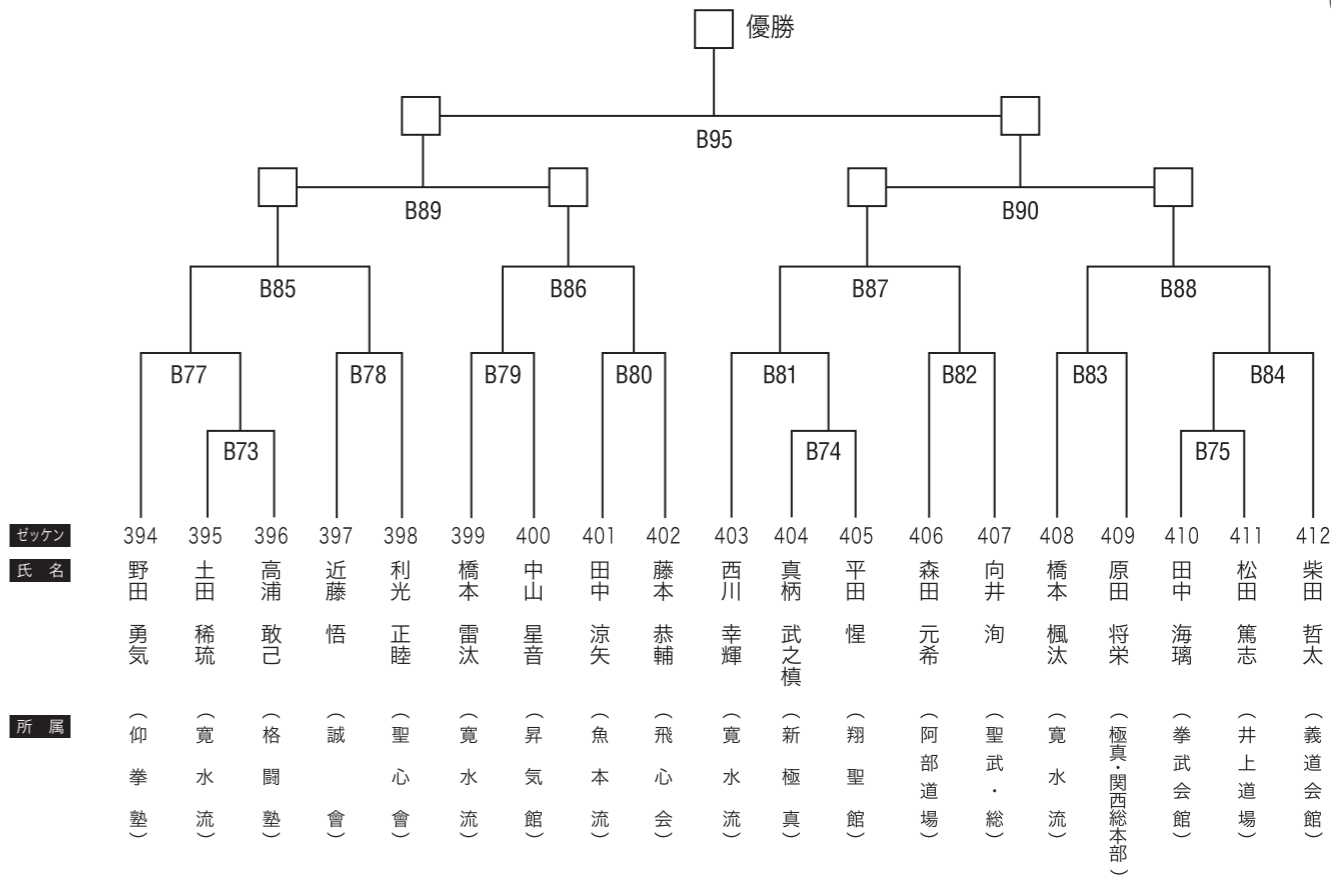 優勝
B95
B89 B90
B85 B86 B87 B88
B77 B78 B79 B80 B81 B82 B83 B84
B73 B74 B75
ゼッケン 394 395 396 397 398 399 400 401 402 403 404 405 406 407 408 409 410 411 412
氏 名
野田 勇気
土田 稀琉
高浦 敢己
近藤 悟
利光 正睦
橋本 雷汰
中山 星音
田中 涼矢
藤本 恭輔
西川 幸輝
真柄 武之槙
平田 惺
森田 元希
向井 洵
橋本 楓汰
原田 将栄
田中 海璃
松田 篤志
柴田 哲太
所 属
（仰拳塾）
（寛水流）
（格闘塾）
（誠會）
（聖心會）
（寛水流）
（昇気館）
（魚本流）
（飛心会）
（寛水流）
（新極真）
（翔聖館）
（阿部道場）
（聖武・総）
（寛水流）
（極真・関西総本部）
（拳武会館）
（井上道場）
（義道会館）